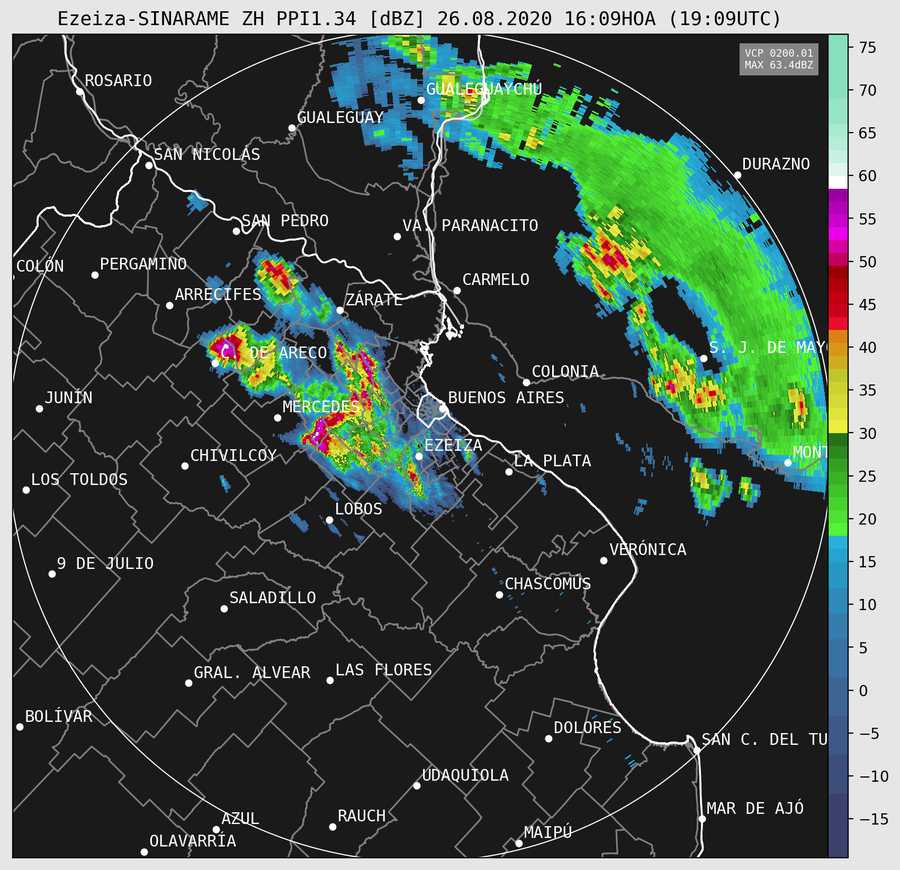 Ezeiza-SINARAME ZH PPI1.34 [dBZ] 26.08.2020 16:09HOA (19:09UTC)
VCP 0200.01
MAX 63.4dBZ
75
ROSARIO
GUALEGUAYCHÚ
70
GUALEGUAY
65
SAN NICOLÁS
DURAZNO
60
SAN PEDRO
VA. PARANACITO
55
COLÓN
PERGAMINO
50
ARRECIFES
ZÁRATE
CARMELO
45
C. DE ARECO
S. J. DE MAY
40
COLONIA
JUNÍN
MERCEDES
BUENOS AIRES
35
30
CHIVILCOY
EZEIZA
LA PLATA
MONT
LOS TOLDOS
25
LOBOS
20
9 DE JULIO
VERÓNICA
15
SALADILLO
CHASCOMÚS
10
5
GRAL. ALVEAR
LAS FLORES
0
BOLÍVAR
DOLORES
SAN C. DEL TU
−5
UDAQUIOLA
−10
AZUL
RAUCH
MAR DE AJÓ
−15
OLAVARRÍA
MAIPÚ